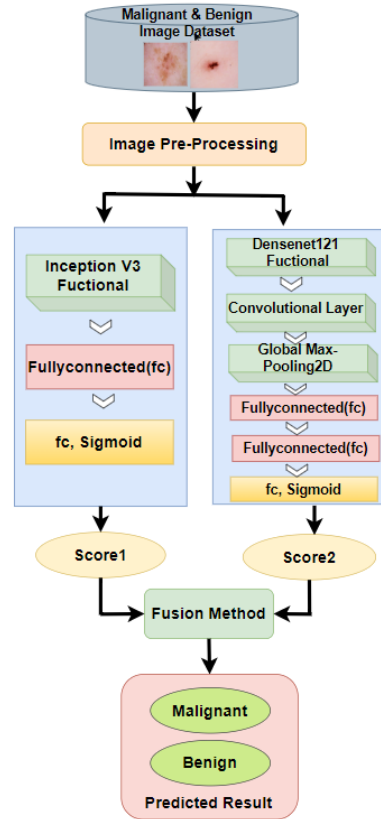 Malignant & Benign
Image Dataset
Image Pre-Processing
Inception V3
Fuctional
Fullyconnected(fc)
fc, Sigmoid
Densenet121
Fuctional
Convolutional Layer
Global Max-
Pooling2D
Fullyconnected(fc)
Fullyconnected(fc)
fc, Sigmoid
Score1
Score2
Fusion Method
Malignant
Benign
Predicted Result